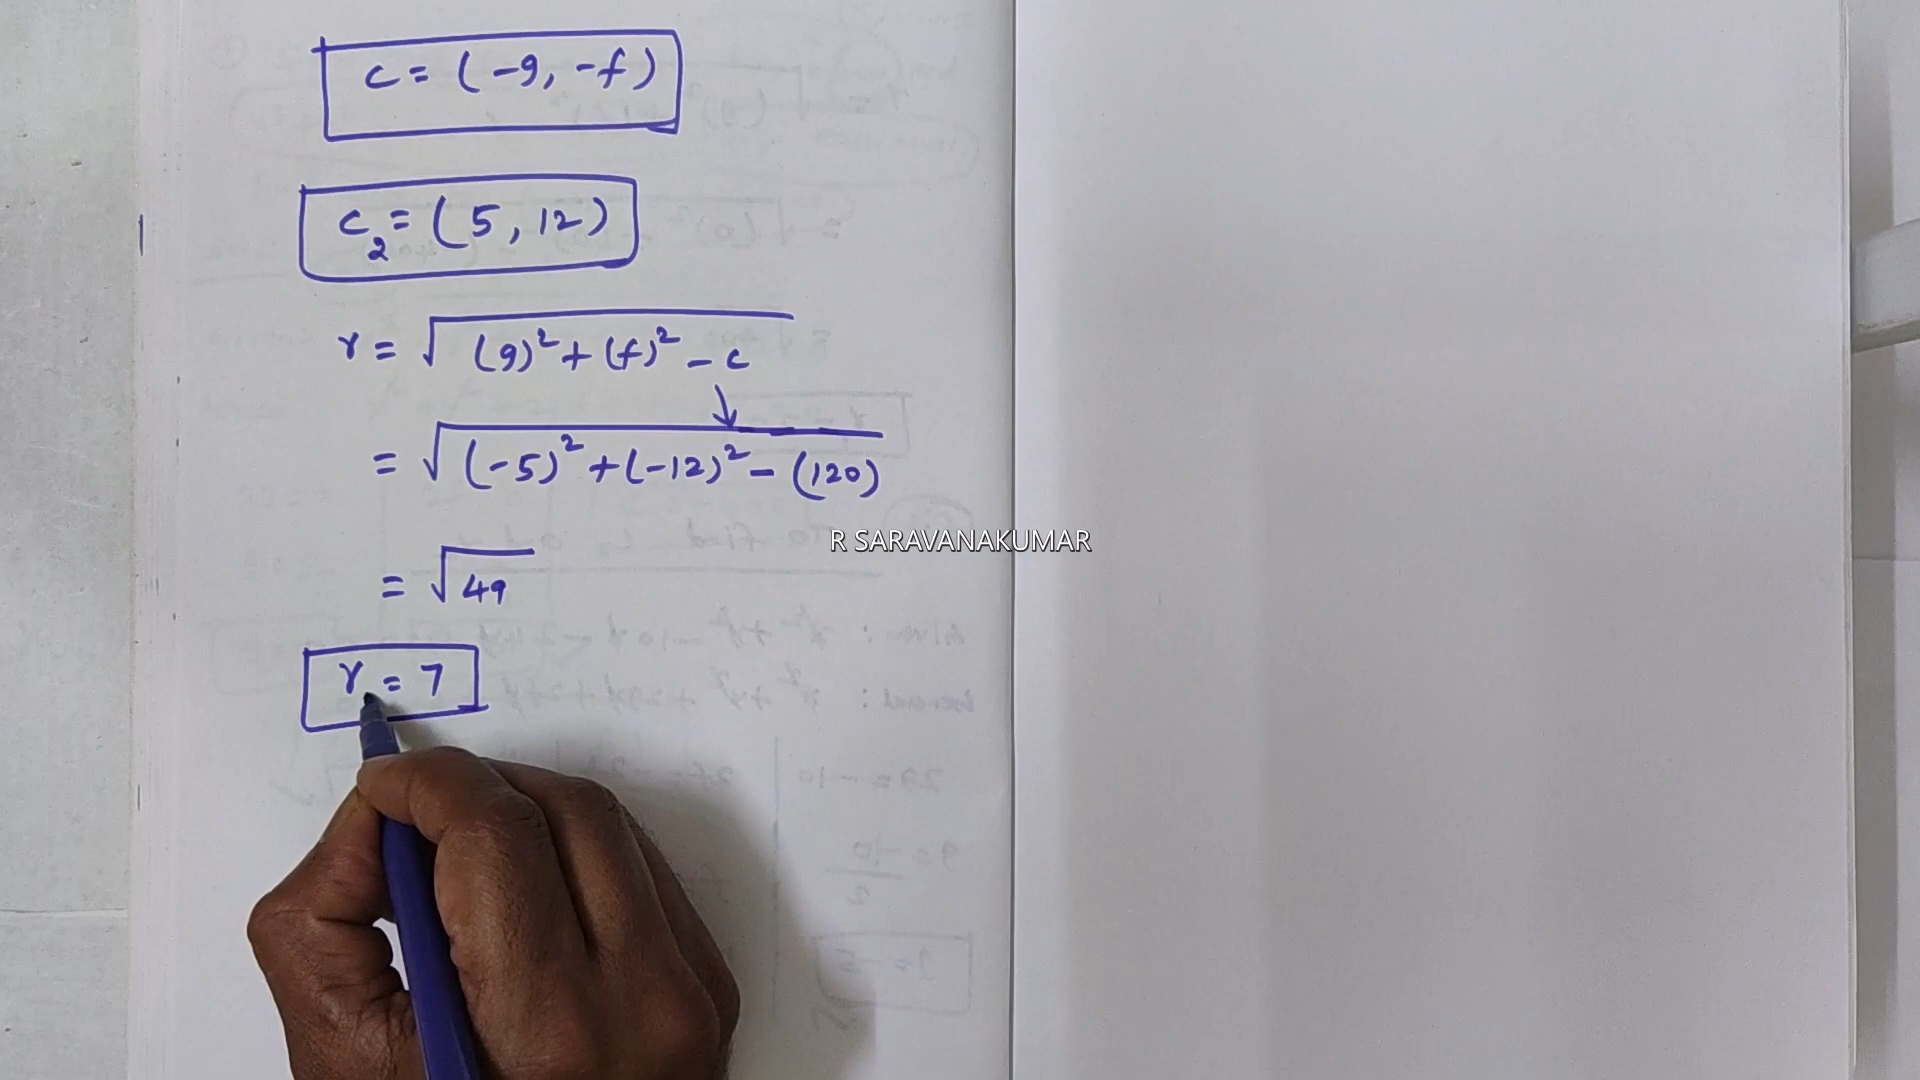 c = (-g, -f)
c₂ = (5, 12)
r = √(g)² + (f)² - c
= √(-5)² + (-12)² - (120)
R SARAVANAKUMAR
= √49
r = 7